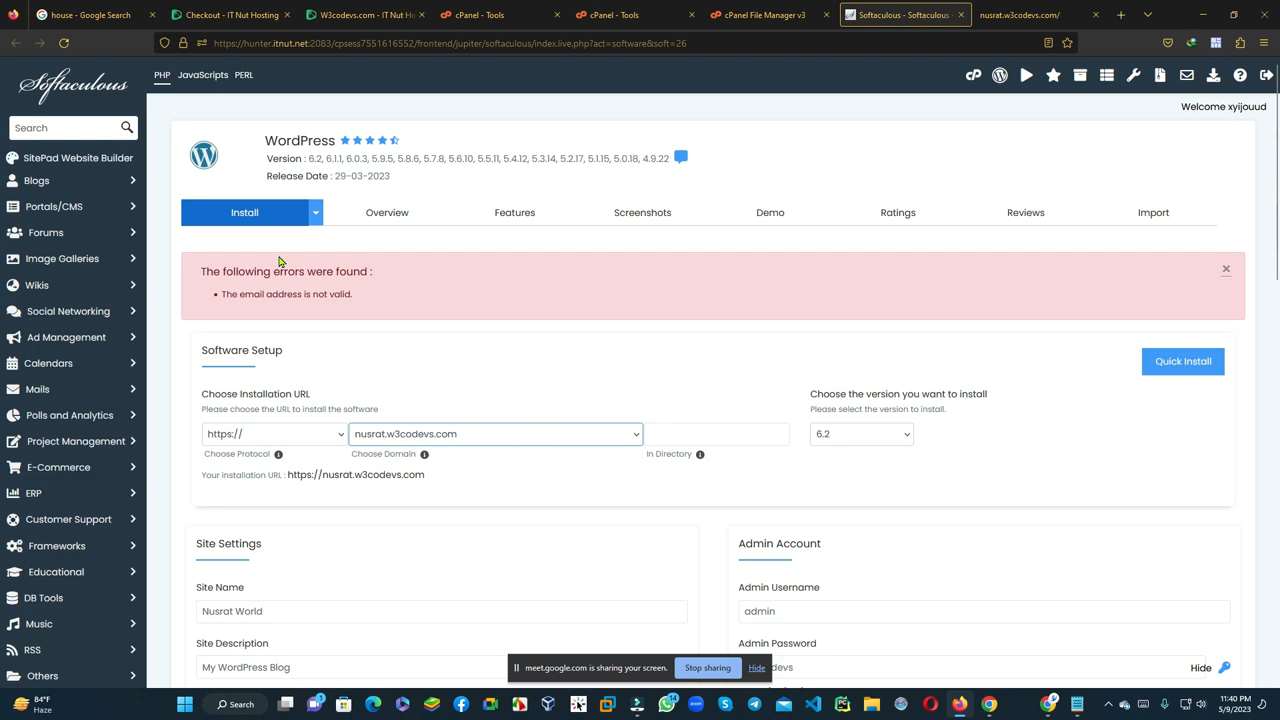 house - Google Search
Checkout - IT Nut Hosting
W3codevs.com - IT Nut H
cPanel - Tools
cPanel - Tools
cPanel File Manager v3
Softaculous - Softaculous -
nusrat.w3codevs.com/
https://hunter.itnut.net:2083/cpsess7551616552/frontend/jupiter/softaculous/index.live.php?act=software&soft=26
Softaculous
PHP JavaScripts PERL
Welcome xyijouud
Search
SitePad Website Builder
Blogs
Portals/CMS
Forums
Image Galleries
Wikis
Social Networking
Ad Management
Calendars
Mails
Polls and Analytics
Project Management
E-Commerce
ERP
Customer Support
Frameworks
Educational
DB Tools
Music
RSS
Others
WordPress
Version : 6.2, 6.1.1, 6.0.3, 5.9.5, 5.8.6, 5.7.8, 5.6.10, 5.5.11, 5.4.12, 5.3.14, 5.2.17, 5.1.15, 5.0.18, 4.9.22
Release Date : 29-03-2023
Install Overview Features Screenshots Demo Ratings Reviews Import
The following errors were found :
• The email address is not valid.
Software Setup
Quick Install
Choose Installation URL
Please choose the URL to install the software
https://
nusrat.w3codevs.com
Choose Protocol
Choose Domain
In Directory
Your installation URL : https://nusrat.w3codevs.com
Choose the version you want to install
Please select the version to install.
6.2
Site Settings
Site Name
Nusrat World
Site Description
My WordPress Blog
Admin Account
Admin Username
admin
Admin Password
devs
Hide
meet.google.com is sharing your screen. Stop sharing Hide
84°F
Haze
Search
14
11:40 PM
5/9/2023